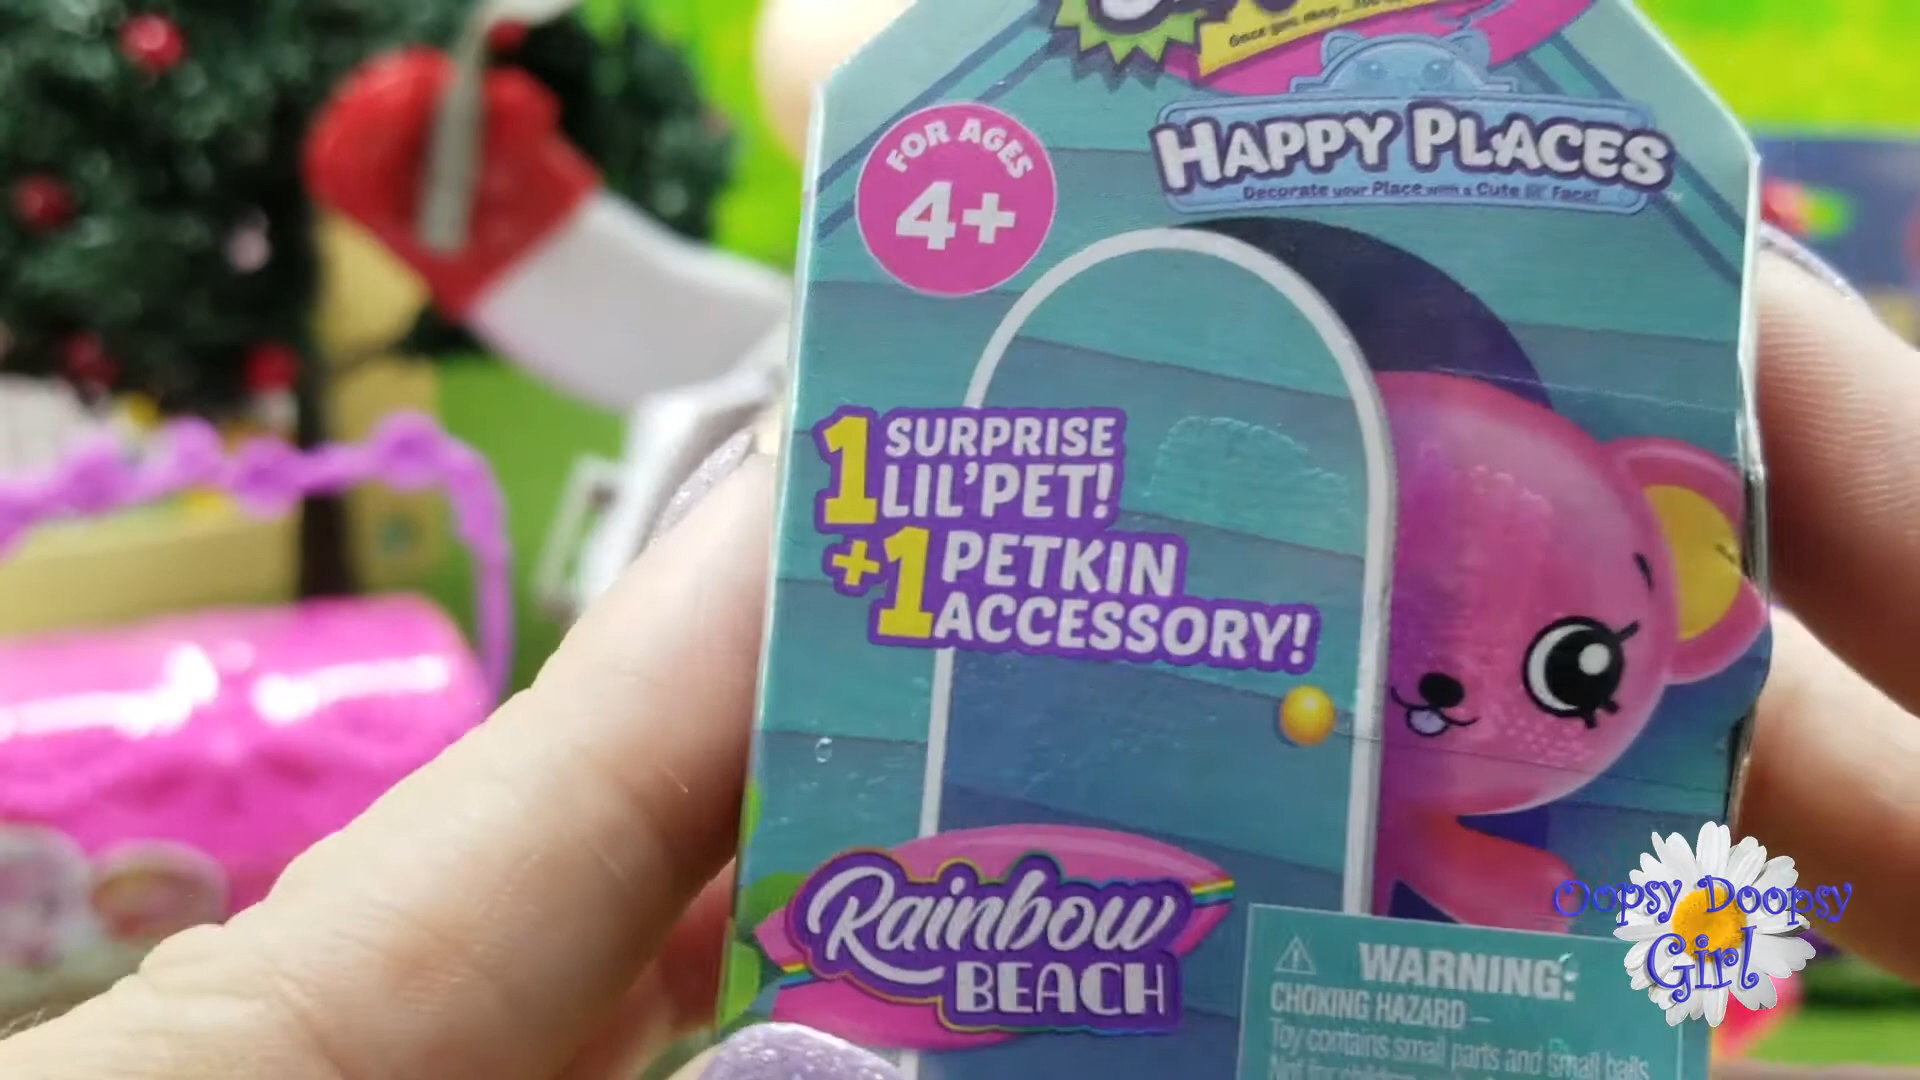 FOR AGES
4+
HAPPY PLACES
Decorate your Place with a Cute lil' Face!
1 SURPRISE
LIL'PET!
+1 PETKIN
ACCESSORY!
Rainbow
BEACH
WARNING:
CHOKING HAZARD –
Toy contains small parts and small balls
Oopsy Doopsy
Girl